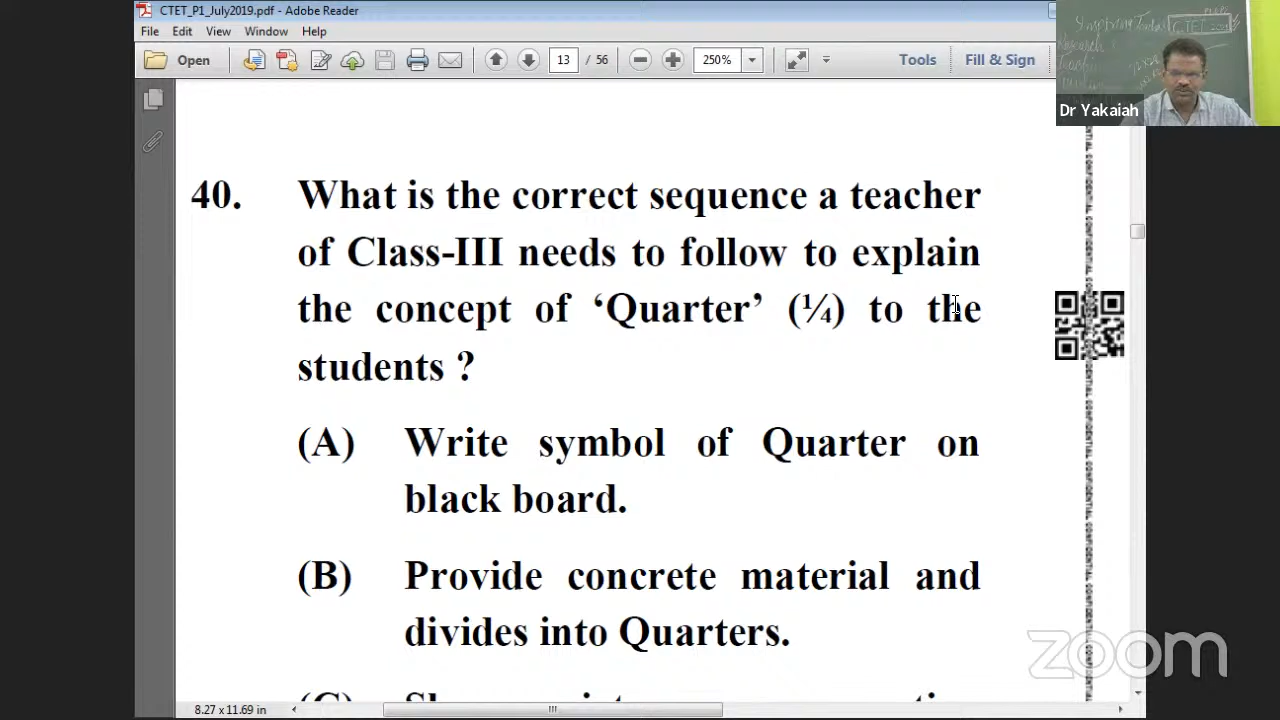 CTET_P1_July2019.pdf - Adobe Reader
File Edit View Window Help
Open 13 / 56 250% Tools Fill & Sign
CTET
Dr Yakaiah
40. What is the correct sequence a teacher
of Class-III needs to follow to explain
the concept of ‘Quarter’ (¼) to the
students ?
(A) Write symbol of Quarter on
black board.
(B) Provide concrete material and
divides into Quarters.
zoom
8.27 x 11.69 in